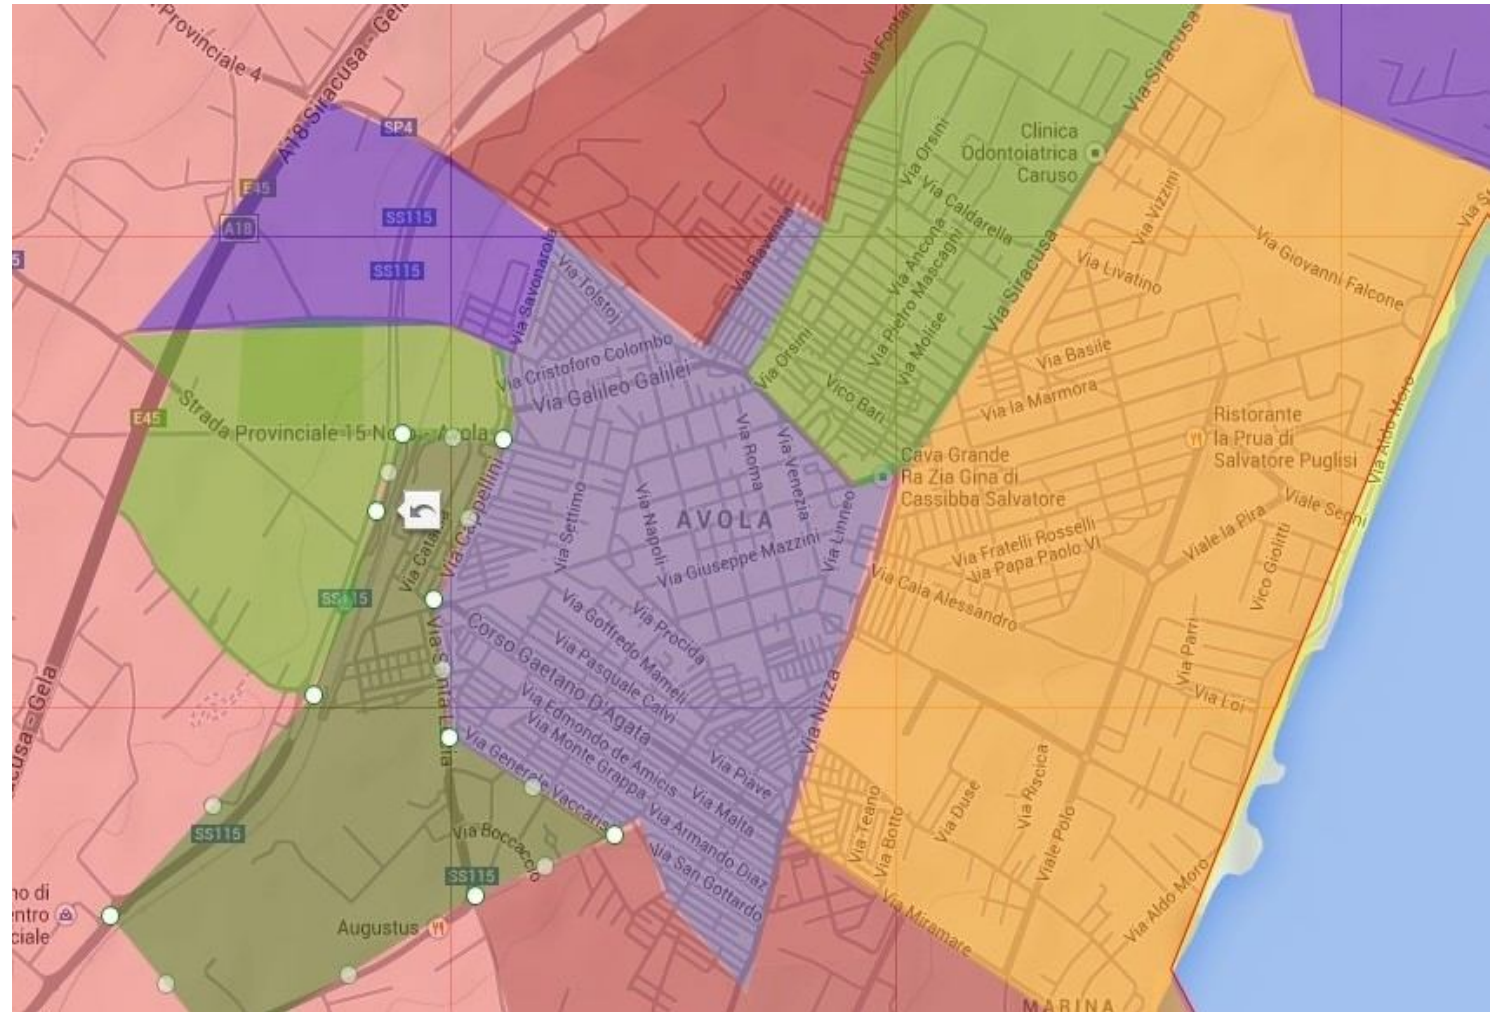 Provinciale 4
A18 Siracusa - Gela
Via Fontan
Via Siracusa
SP4
Clinica
Odontoiatrica
Caruso
Via Orsini
Via Caldarella
Via Vizzini
E45
A18
SS115
SS115
5
Via Savonarola
Via Tolstoj
Via Ravenna
Via Ancona
Via Pietro Mascagni
Via Siracusa
Via Livatino
Via Giovanni Falcone
Via Cristoforo Colombo
Via Galileo Galilei
Via Orsini
Via Molise
Vico Bari
Via Basile
Via la Marmora
Via Aldo Moro
E45
Strada Provinciale 15 Noto - Avola
Via Cappellini
Via Roma
Via Venezia
Cava Grande
Ra Zia Gina di
Cassibba Salvatore
Ristorante
la Prua di
Salvatore Puglisi
Via Settimo
Via Napoli
AVOLA
Via Linneo
Via Giuseppe Mazzini
Via Fratelli Rosselli
Via Papa Paolo VI
Viale la Pira
Viale Segni
Vico Giolitti
SS115
Via Caia Alessandro
Via Goffredo Mameli
Via Procida
Corso Gaetano D'Agata
Via Pasquale Calvi
Via Parri
Via Loi
Via Santa Lucia
Via Nizza
acusa - Gela
Via Edmondo de Amicis
Via Monte Grappa
Via Generale Vaccarisi
Via Piave
Via Malta
Via Armando Diaz
Via San Gottardo
Via Teano
Via Botto
Via Duse
Via Riscica
Viale Polo
Via Aldo Moro
Via Miramare
SS115
Via Boccaccio
SS115
Augustus
no di
entro
ciale
MARINA